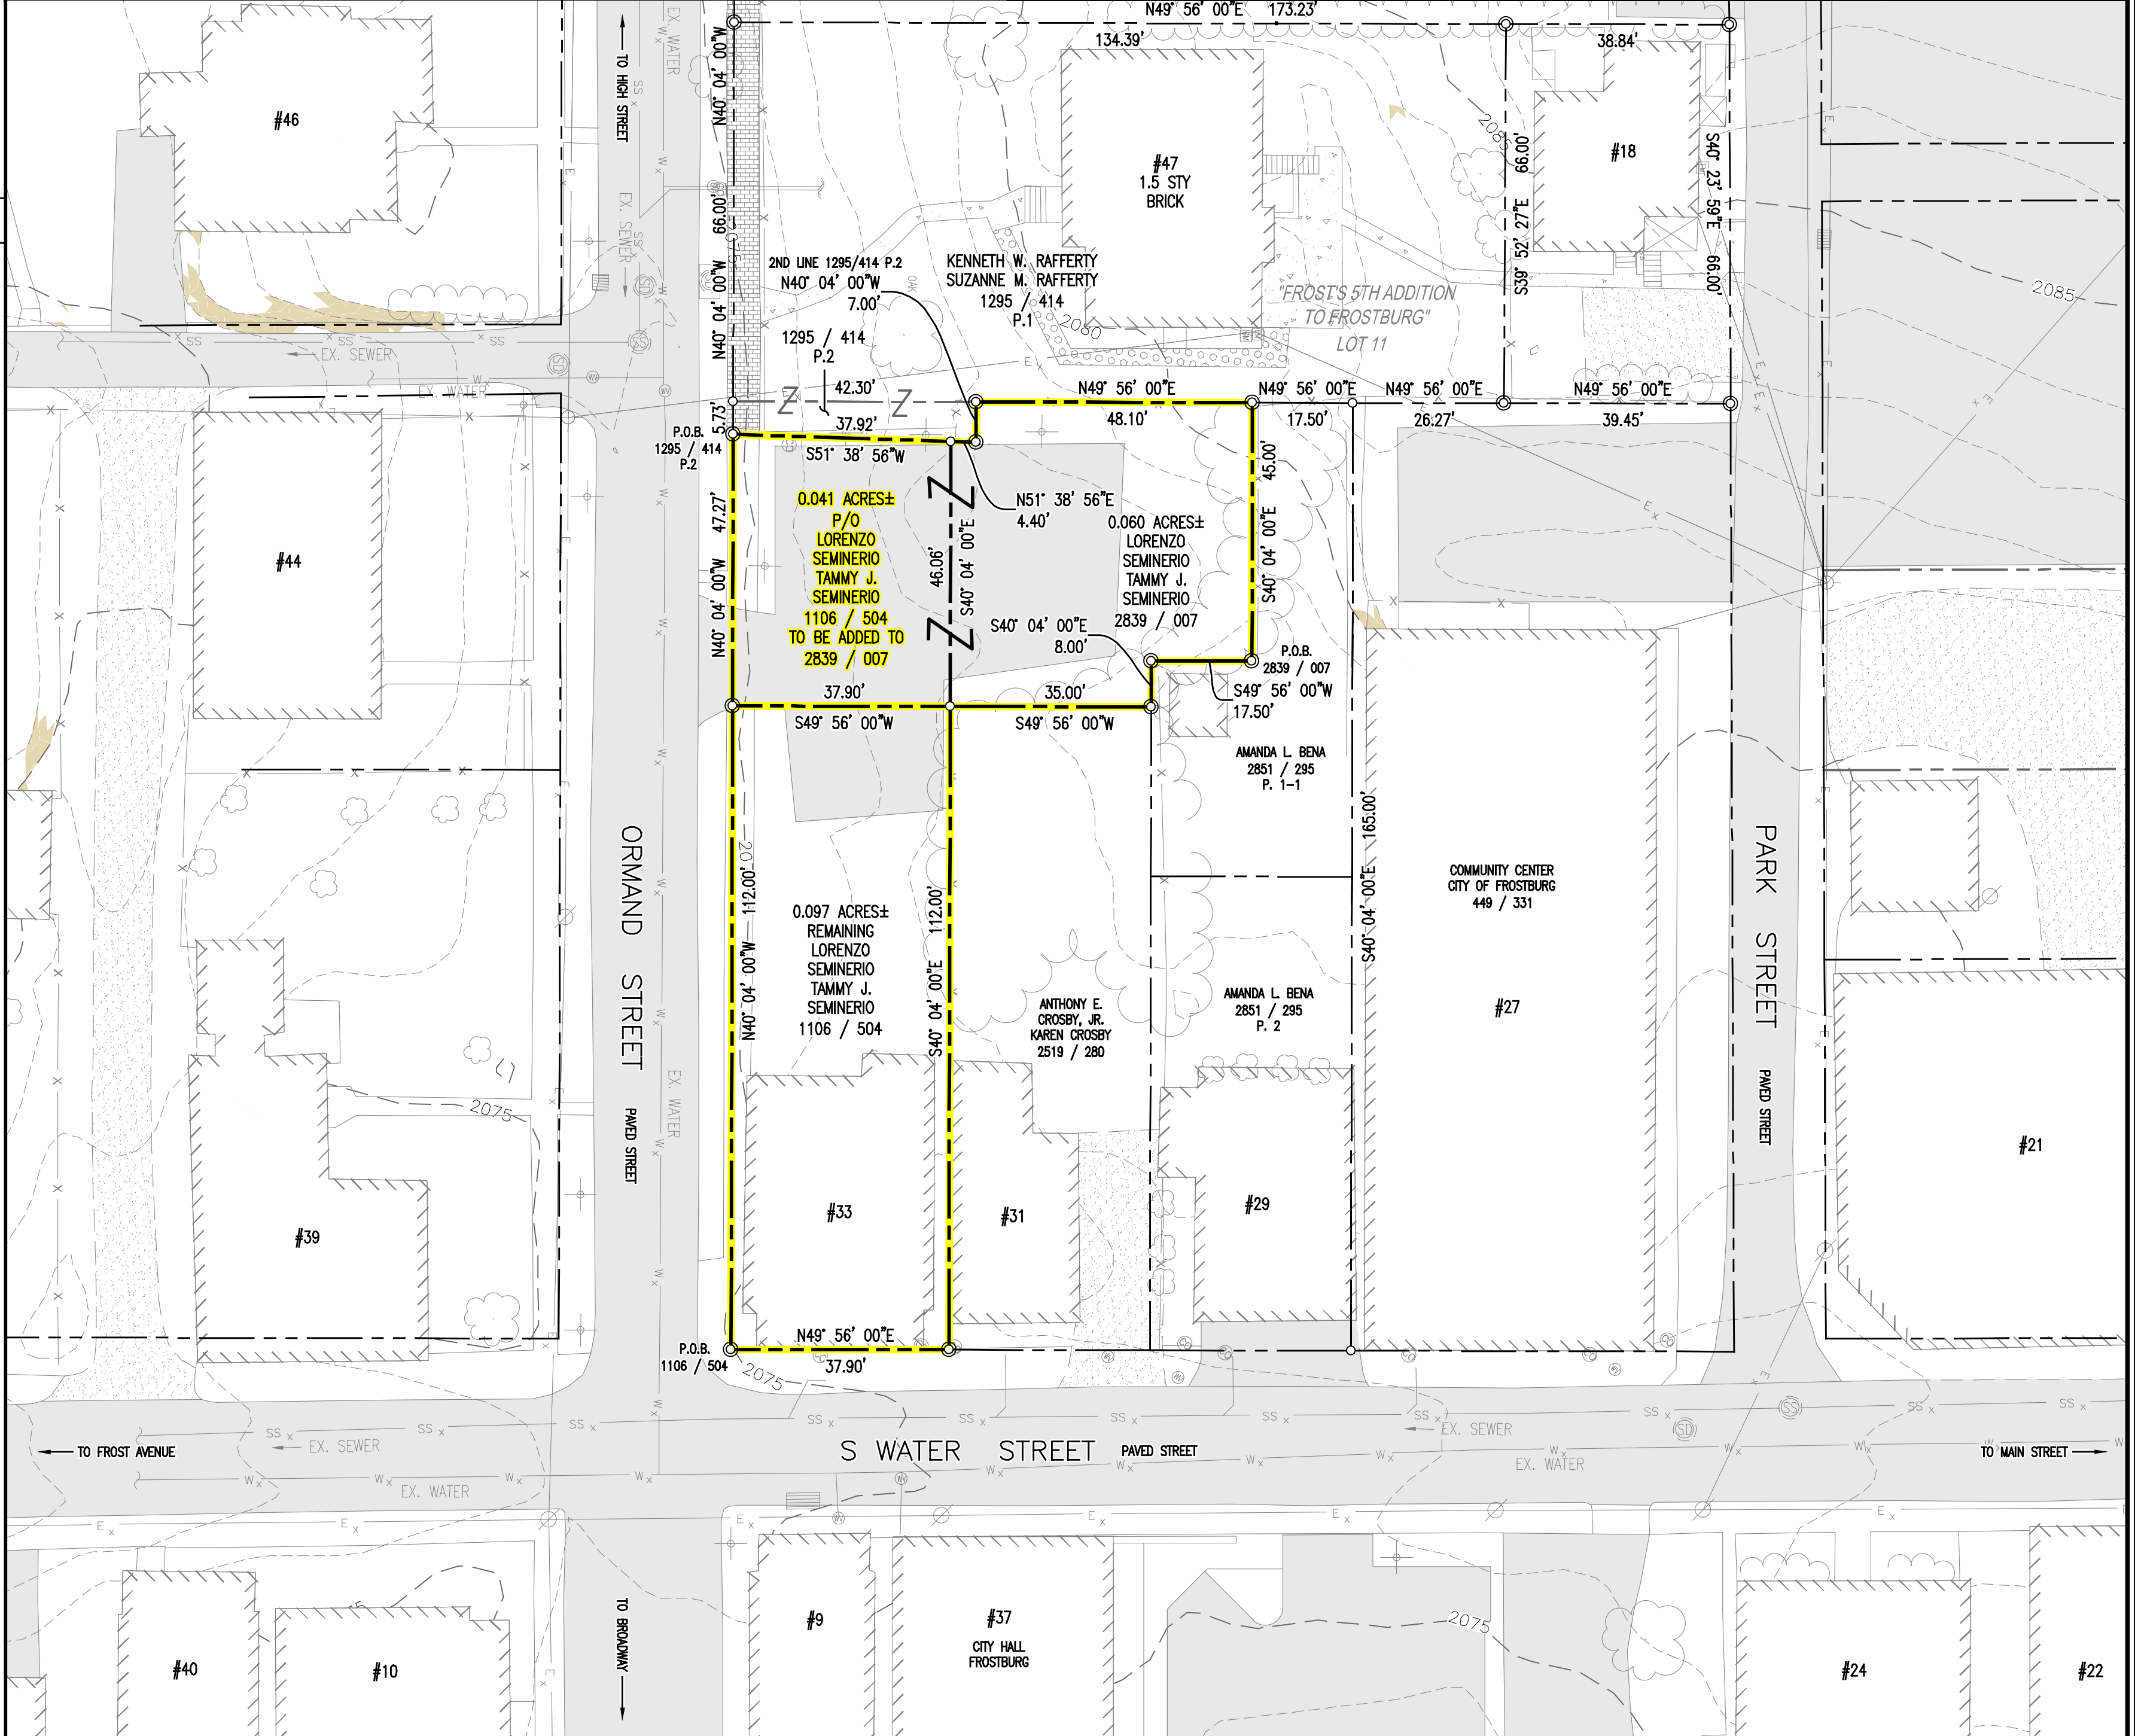 N49° 56' 00"E 173.23'
134.39'
38.84'
EX. WATER
TO HIGH STREET
N40° 04' 00"W
#46
#47
1.5 STY
BRICK
#18
2085
66.00'
S39° 52' 27"E
S40° 23' 59"E 66.00'
EX. SEWER
SS
N40° 04' 00"W 66.00'
2ND LINE 1295/414 P.2
N40° 04' 00"W
7.00'
KENNETH W. RAFFERTY
SUZANNE M. RAFFERTY
1295 / 414
P.1
OAK
2080
"FROST'S 5TH ADDITION
TO FROSTBURG"
LOT 11
2085
1295 / 414
P.2
SS
SS
SS
EX. SEWER
EX. WATER
42.30'
37.92'
5.73'
N49° 56' 00"E
48.10'
N49° 56' 00"E
17.50'
N49° 56' 00"E
26.27'
N49° 56' 00"E
39.45'
P.O.B.
1295 / 414
P.2
S51° 38' 56"W
45.00'
S40° 04' 00"E
N51° 38' 56"E
4.40'
47.27'
N40° 04' 00"W
0.041 ACRES±
P/O
LORENZO
SEMINERIO
TAMMY J.
SEMINERIO
1106 / 504
TO BE ADDED TO
2839 / 007
46.06'
S40° 04' 00"E
0.060 ACRES±
LORENZO
SEMINERIO
TAMMY J.
SEMINERIO
2839 / 007
#44
S40° 04' 00"E
8.00'
P.O.B.
2839 / 007
S49° 56' 00"W
17.50'
37.90'
S49° 56' 00"W
35.00'
S49° 56' 00"W
AMANDA L. BENA
2851 / 295
P. 1-1
S40° 04' 00"E 165.00'
COMMUNITY CENTER
CITY OF FROSTBURG
449 / 331
#27
ORMAND STREET
PAVED STREET
PARK STREET
PAVED STREET
N40° 04' 00"W 112.00'
0.097 ACRES±
REMAINING
LORENZO
SEMINERIO
TAMMY J.
SEMINERIO
1106 / 504
S40° 04' 00"E 112.00'
ANTHONY E.
CROSBY, JR.
KAREN CROSBY
2519 / 280
AMANDA L. BENA
2851 / 295
P. 2
EX. WATER
2075
#39
#33
#31
#29
#21
P.O.B.
1106 / 504
N49° 56' 00"E
37.90'
2075
TO FROST AVENUE
EX. SEWER
EX. WATER
S WATER STREET
PAVED STREET
EX. SEWER
EX. WATER
TO MAIN STREET
TO BROADWAY
#40
#10
#9
#37
CITY HALL
FROSTBURG
2075
#24
#22